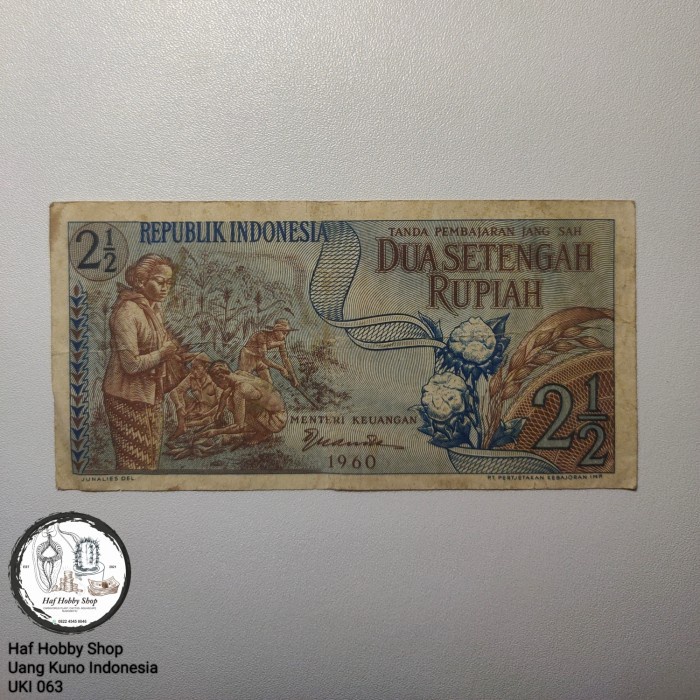 2½
REPUBLIK INDONESIA
TANDA PEMBAJARAN JANG SAH
DUA SETENGAH
RUPIAH
MENTERI KEUANGAN
1960
2½
JUNALIES DEL.
PT. PERTJETAKAN KEBAJORAN IMP.
Haf Hobby Shop
Haf Hobby Shop
Uang Kuno Indonesia
UKI 063